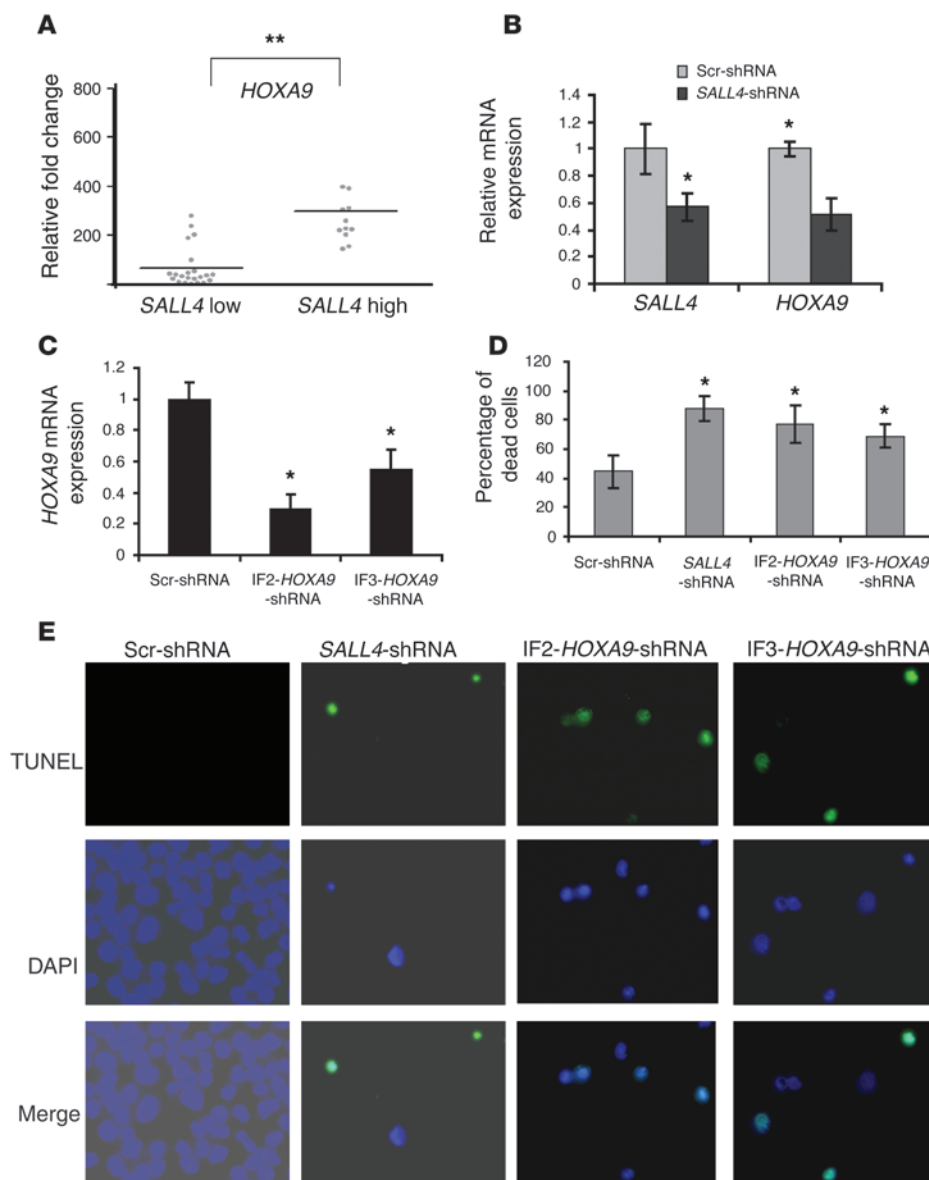 A
**
HOXA9
Relative fold change
800
600
400
200
SALL4 low
SALL4 high
B
Scr-shRNA
SALL4-shRNA
Relative mRNA
expression
1.4
1.2
1
0.8
0.6
0.4
0.2
0
*
*
SALL4
HOXA9
C
HOXA9 mRNA
expression
1.2
1
0.8
0.6
0.4
0.2
0
*
*
Scr-shRNA
IF2-HOXA9
-shRNA
IF3-HOXA9
-shRNA
D
Percentage of
dead cells
120
100
80
60
40
20
0
*
*
*
Scr-shRNA
SALL4
-shRNA
IF2-HOXA9
-shRNA
IF3-HOXA9
-shRNA
E
Scr-shRNA
SALL4-shRNA
IF2-HOXA9-shRNA
IF3-HOXA9-shRNA
TUNEL
DAPI
Merge